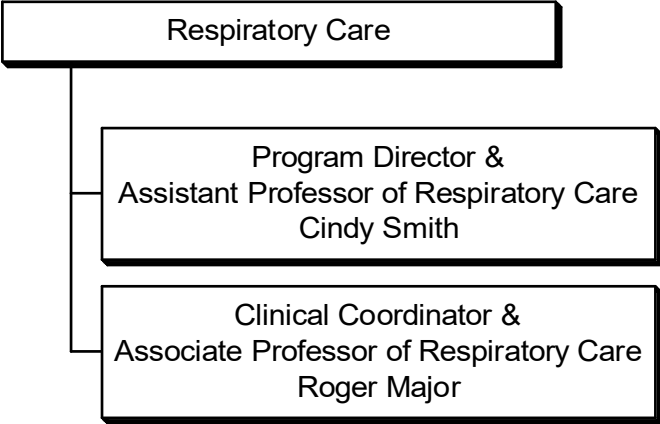 Respiratory Care
Program Director &
Assistant Professor of Respiratory Care
Cindy Smith
Clinical Coordinator &
Associate Professor of Respiratory Care
Roger Major